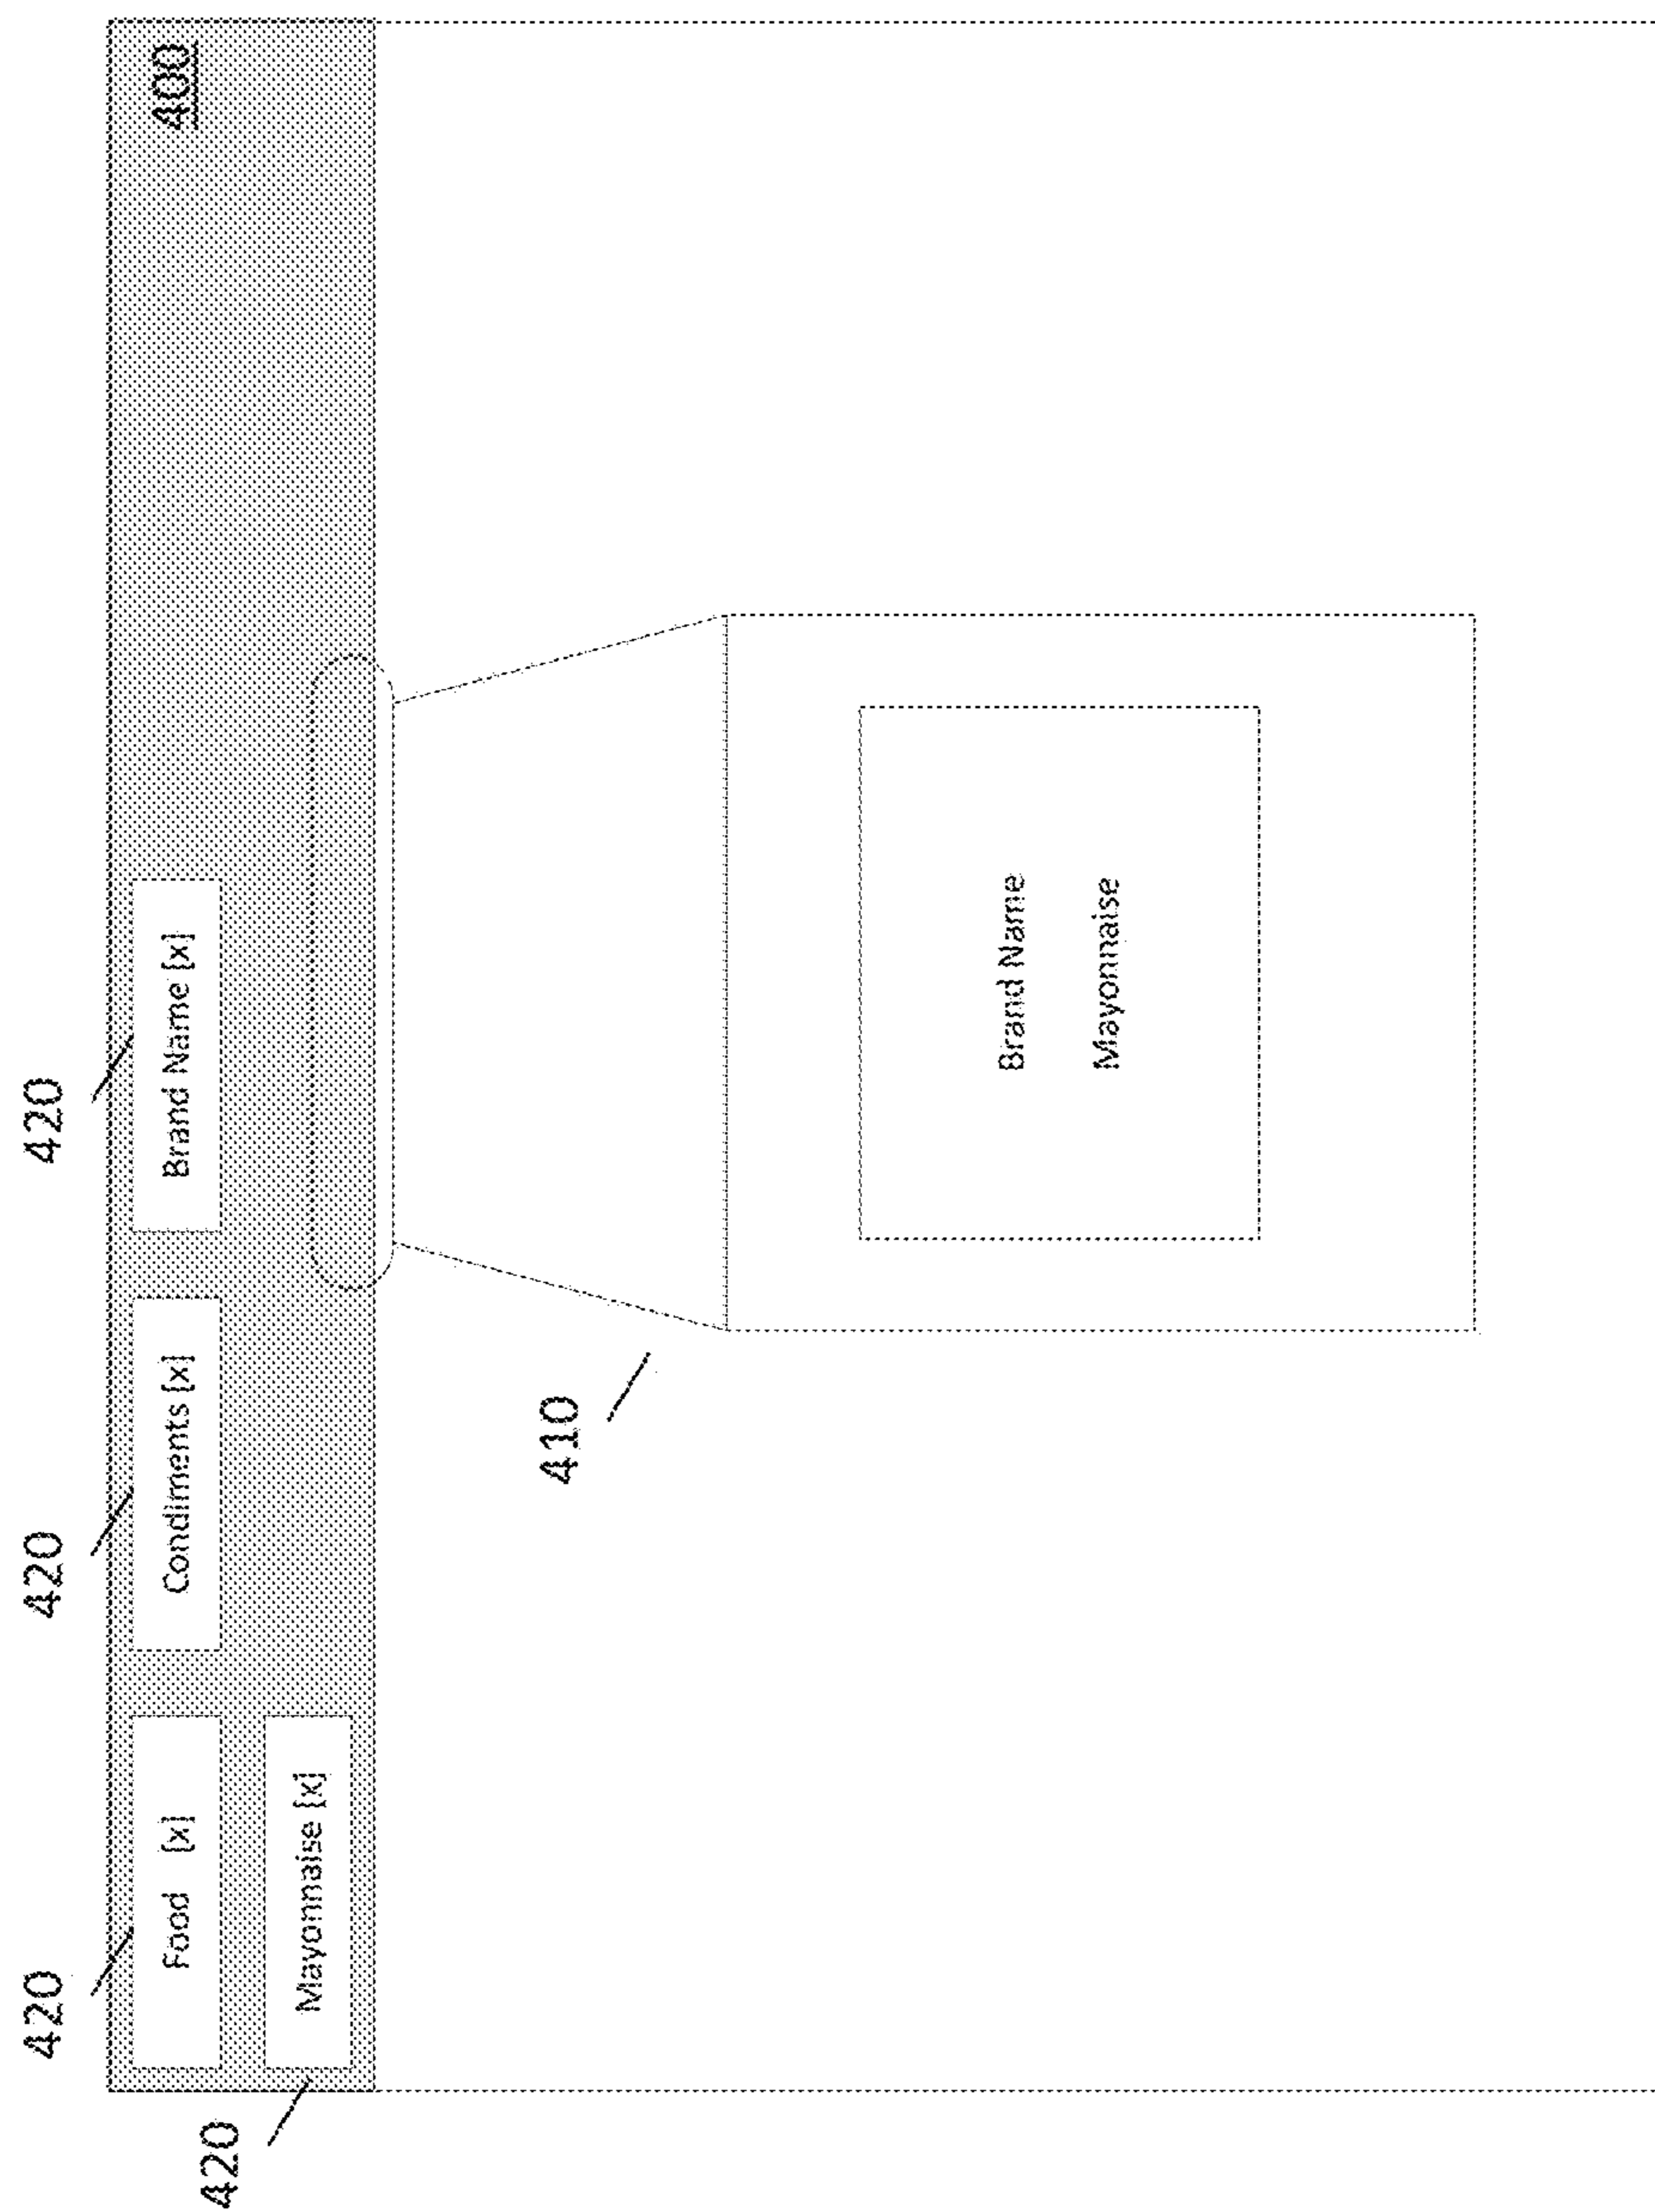 420
420
420
400
Food [x]
Condiments [x]
Brand Name [x]
420
Mayonnaise [x]
410
Brand Name
Mayonnaise